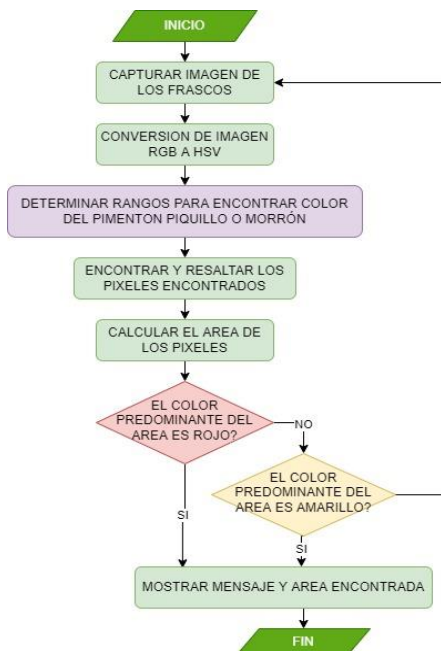 INICIO
CAPTURAR IMAGEN DE
LOS FRASCOS
CONVERSION DE IMAGEN
RGB A HSV
DETERMINAR RANGOS PARA ENCONTRAR COLOR
DEL PIMENTON PIQUILLO O MORRÓN
ENCONTRAR Y RESALTAR LOS
PIXELES ENCONTRADOS
CALCULAR EL AREA DE
LOS PIXELES
EL COLOR
PREDOMINANTE DEL
AREA ES ROJO?
NO
EL COLOR
PREDOMINANTE DEL
AREA ES AMARILLO?
SI
SI
MOSTRAR MENSAJE Y AREA ENCONTRADA
FIN